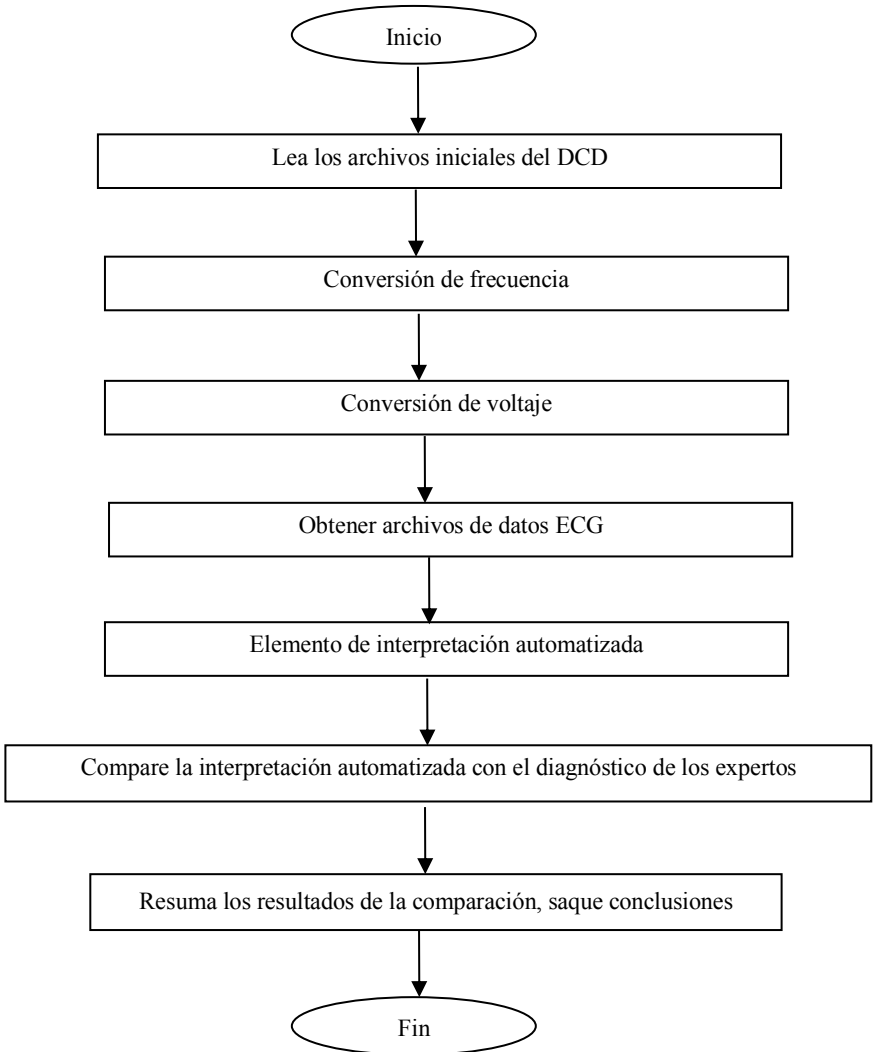 Inicio
Lea los archivos iniciales del DCD
Conversión de frecuencia
Conversión de voltaje
Obtener archivos de datos ECG
Elemento de interpretación automatizada
Compare la interpretación automatizada con el diagnóstico de los expertos
Resuma los resultados de la comparación, saque conclusiones
Fin